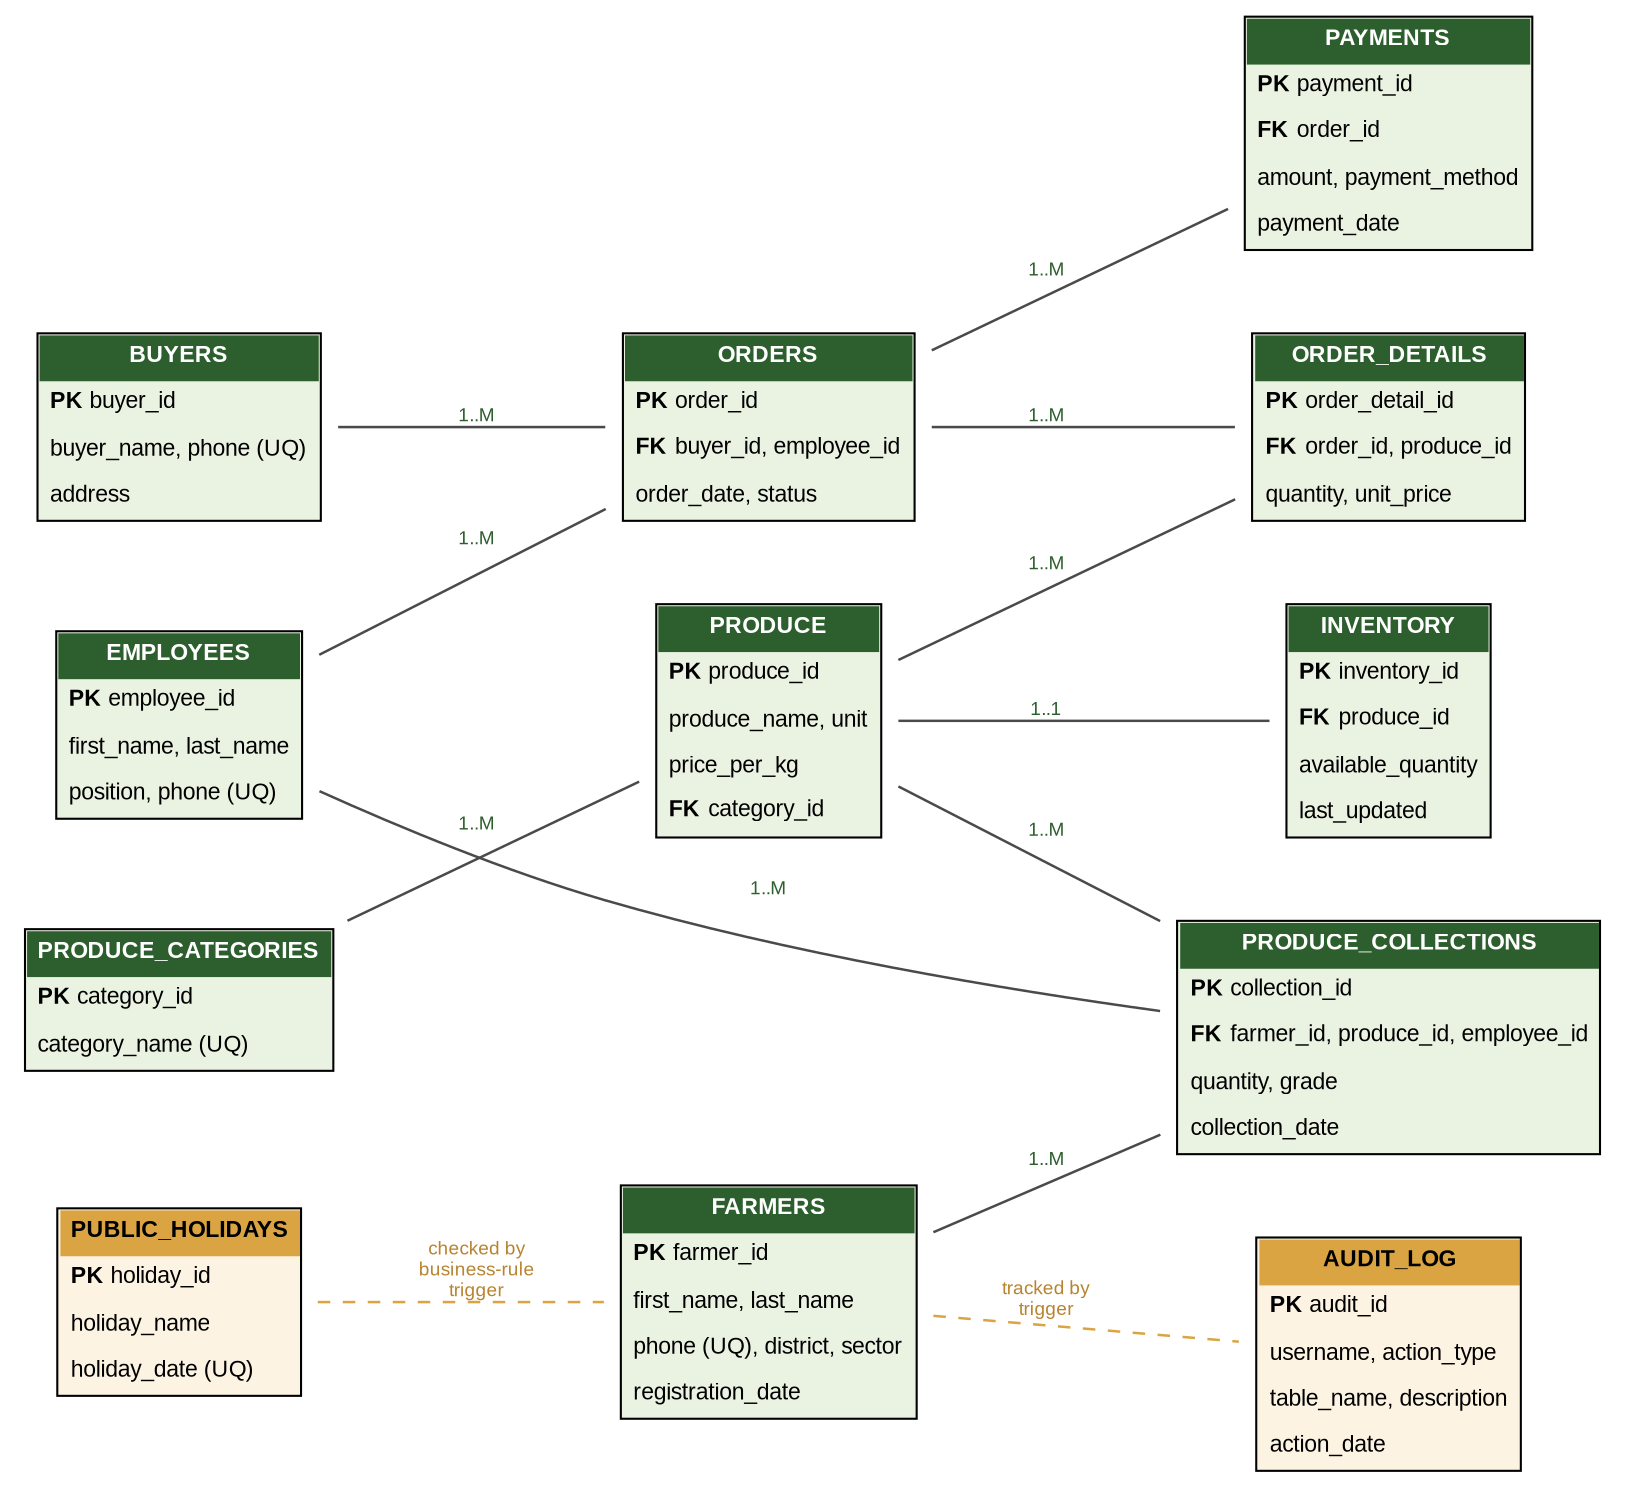 PAYMENTS
PK payment_id
FK order_id
amount, payment_method
payment_date
1..M
BUYERS
PK buyer_id
buyer_name, phone (UQ)
address
1..M
ORDERS
PK order_id
FK buyer_id, employee_id
order_date, status
1..M
ORDER_DETAILS
PK order_detail_id
FK order_id, produce_id
quantity, unit_price
1..M
1..M
EMPLOYEES
PK employee_id
first_name, last_name
position, phone (UQ)
PRODUCE
PK produce_id
produce_name, unit
price_per_kg
FK category_id
1..1
INVENTORY
PK inventory_id
FK produce_id
available_quantity
last_updated
1..M
1..M
1..M
PRODUCE_CATEGORIES
PK category_id
category_name (UQ)
PRODUCE_COLLECTIONS
PK collection_id
FK farmer_id, produce_id, employee_id
quantity, grade
collection_date
1..M
PUBLIC_HOLIDAYS
PK holiday_id
holiday_name
holiday_date (UQ)
checked by
business-rule
trigger
FARMERS
PK farmer_id
first_name, last_name
phone (UQ), district, sector
registration_date
tracked by
trigger
AUDIT_LOG
PK audit_id
username, action_type
table_name, description
action_date